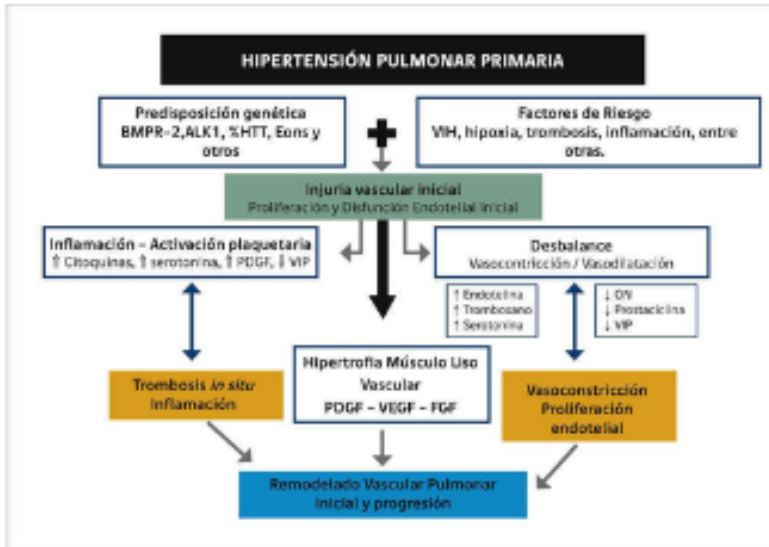 HIPERTENSIÓN PULMONAR PRIMARIA
Predisposición genética
BMPR-2,ALK1, %HTT, Eons y
otros
Factores de Riesgo
VIH, hipoxia, trombosis, inflamación, entre
otras.
Injuria vascular inicial
Proliferación y Disfunción Endotelial Inicial
Inflamación – Activación plaquetaria
↑ Citoquinas, ↑ serotonina, ↑ PDGF, ↓ VIP
Desbalance
Vasocontricción / Vasodilatación
↑ Endotelina
↑ Trombosano
↑ Serotonina
↓ ON
↓ Prostaciclina
↓ VIP
Trombosis in situ
Inflamación
Hipertrofia Músculo Liso
Vascular
PDGF – VEGF – FGF
Vasoconstricción
Proliferación
endotelial
Remodelado Vascular Pulmonar
Inicial y progresión